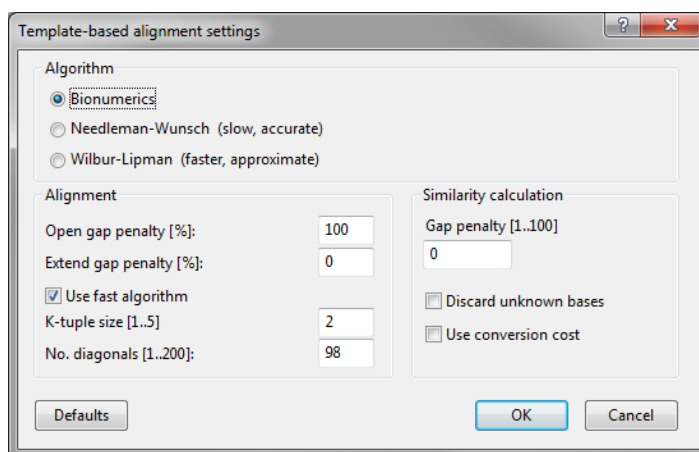 Template-based alignment settings
?
Algorithm
Bionumerics
Needleman-Wunsch (slow, accurate)
Wilbur-Lipman (faster, approximate)
Alignment
Open gap penalty [%]: 100
Extend gap penalty [%]: 0
Use fast algorithm
K-tuple size [1..5] 2
No. diagonals [1..200]: 98
Similarity calculation
Gap penalty [1..100]
0
Discard unknown bases
Use conversion cost
Defaults OK Cancel